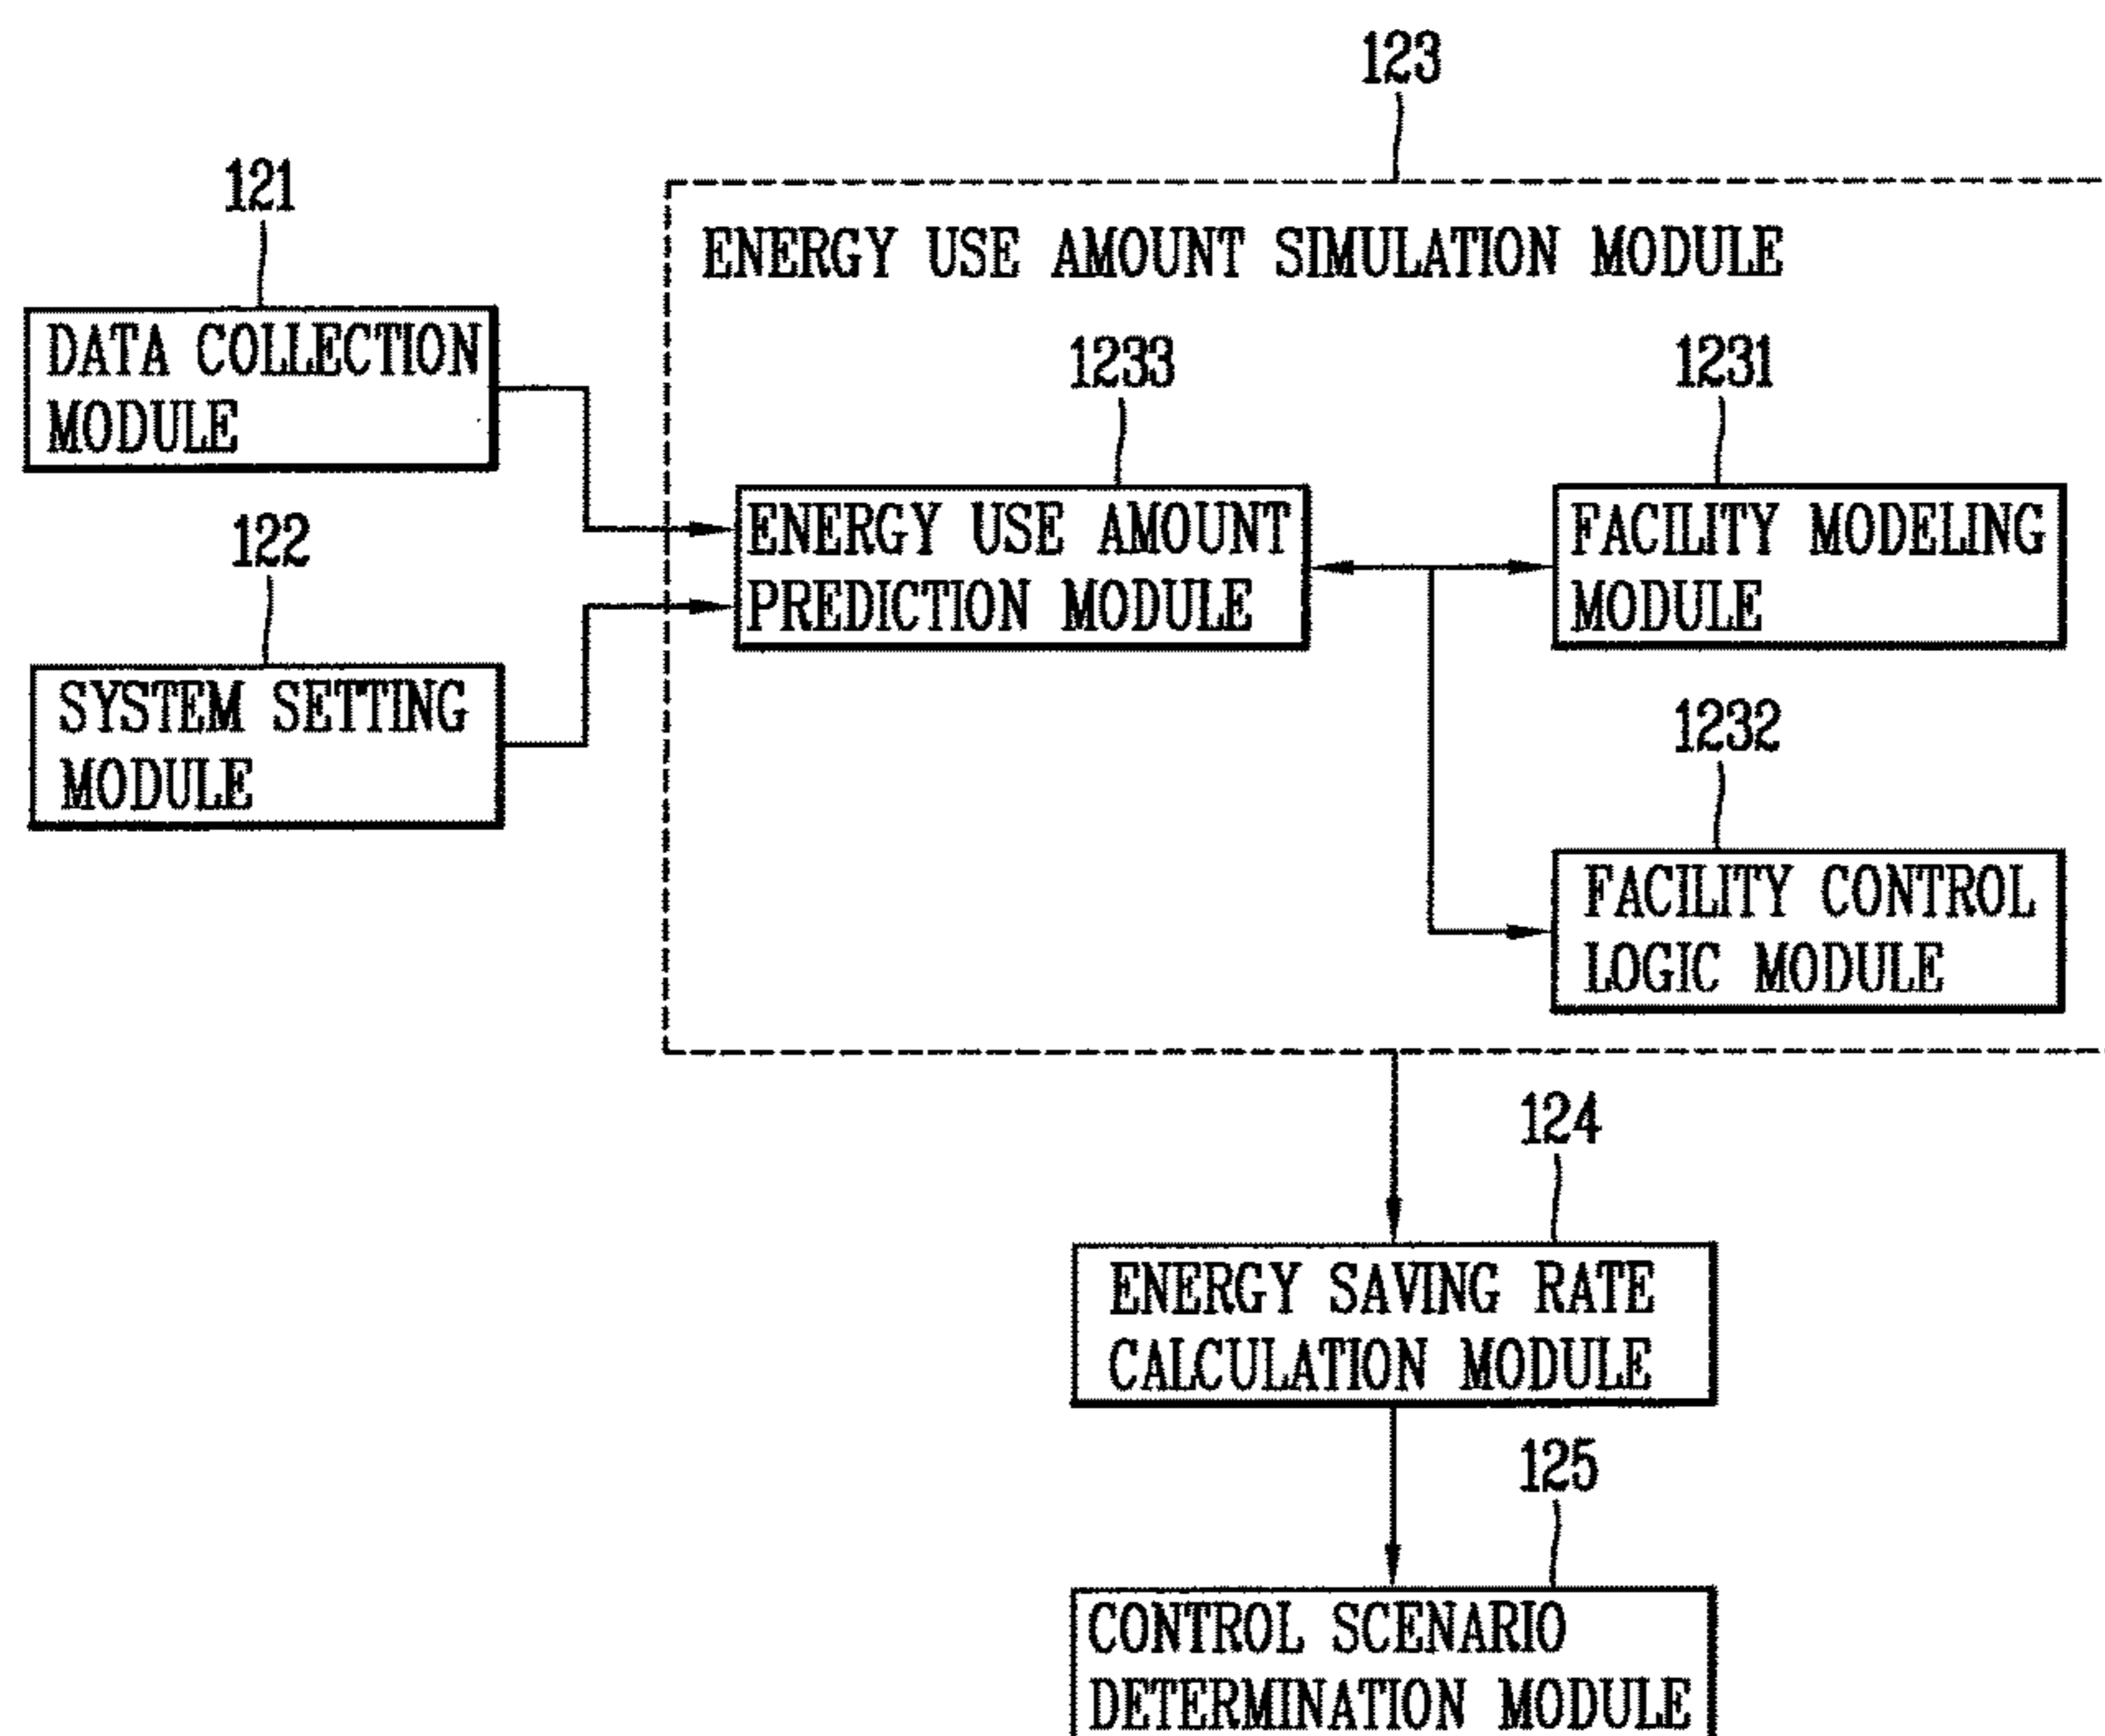 123
121
ENERGY USE AMOUNT SIMULATION MODULE
DATA COLLECTION
MODULE
1233
1231
122
ENERGY USE AMOUNT
PREDICTION MODULE
FACILITY MODELING
MODULE
SYSTEM SETTING
MODULE
1232
FACILITY CONTROL
LOGIC MODULE
124
ENERGY SAVING RATE
CALCULATION MODULE
125
CONTROL SCENARIO
DETERMINATION MODULE